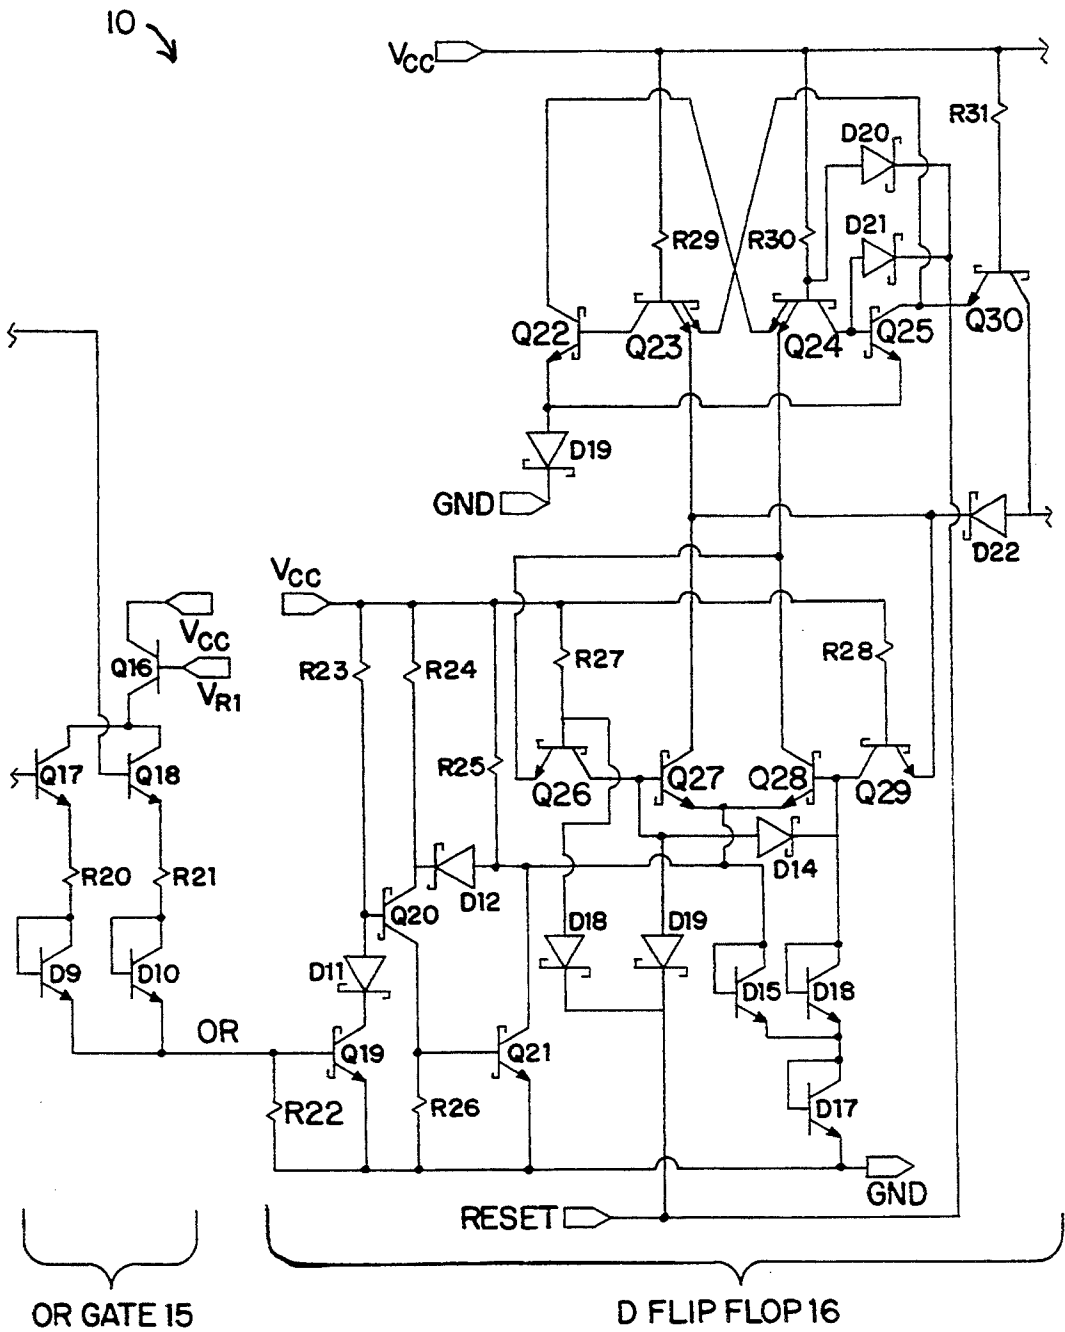 10
VCC
R31
D20
D21
R29
R30
Q22
Q23
Q24
Q25
Q30
D19
GND
D22
VCC
VCC
Q16
VR1
R23
R24
R27
R28
R25
Q17
Q18
Q26
Q27
Q28
Q29
D14
R20
R21
D12
Q20
D18
D19
D9
D10
D11
D15
D18
OR
Q19
Q21
R22
R26
D17
GND
RESET
OR GATE 15
D FLIP FLOP 16